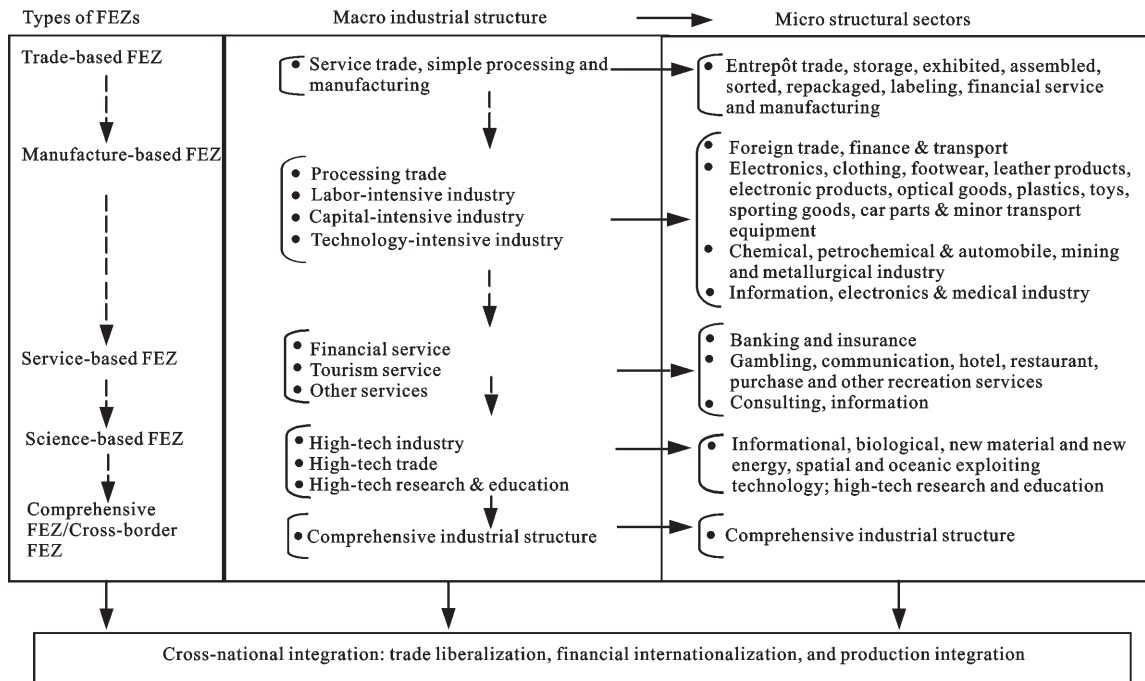 Types of FEZs
Macro industrial structure
Micro structural sectors
Trade-based FEZ
Manufacture-based FEZ
Service-based FEZ
Science-based FEZ
Comprehensive
FEZ/Cross-border
FEZ
• Service trade, simple processing and
manufacturing
• Processing trade
• Labor-intensive industry
• Capital-intensive industry
• Technology-intensive industry
• Financial service
• Tourism service
• Other services
• High-tech industry
• High-tech trade
• High-tech research & education
• Comprehensive industrial structure
• Entrepôt trade, storage, exhibited, assembled,
sorted, repackaged, labeling, financial service
and manufacturing
• Foreign trade, finance & transport
• Electronics, clothing, footwear, leather products,
electronic products, optical goods, plastics, toys,
sporting goods, car parts & minor transport
equipment
• Chemical, petrochemical & automobile, mining
and metallurgical industry
• Information, electronics & medical industry
• Banking and insurance
• Gambling, communication, hotel, restaurant,
purchase and other recreation services
• Consulting, information
• Informational, biological, new material and new
energy, spatial and oceanic exploiting
technology; high-tech research and education
• Comprehensive industrial structure
Cross-national integration: trade liberalization, financial internationalization, and production integration